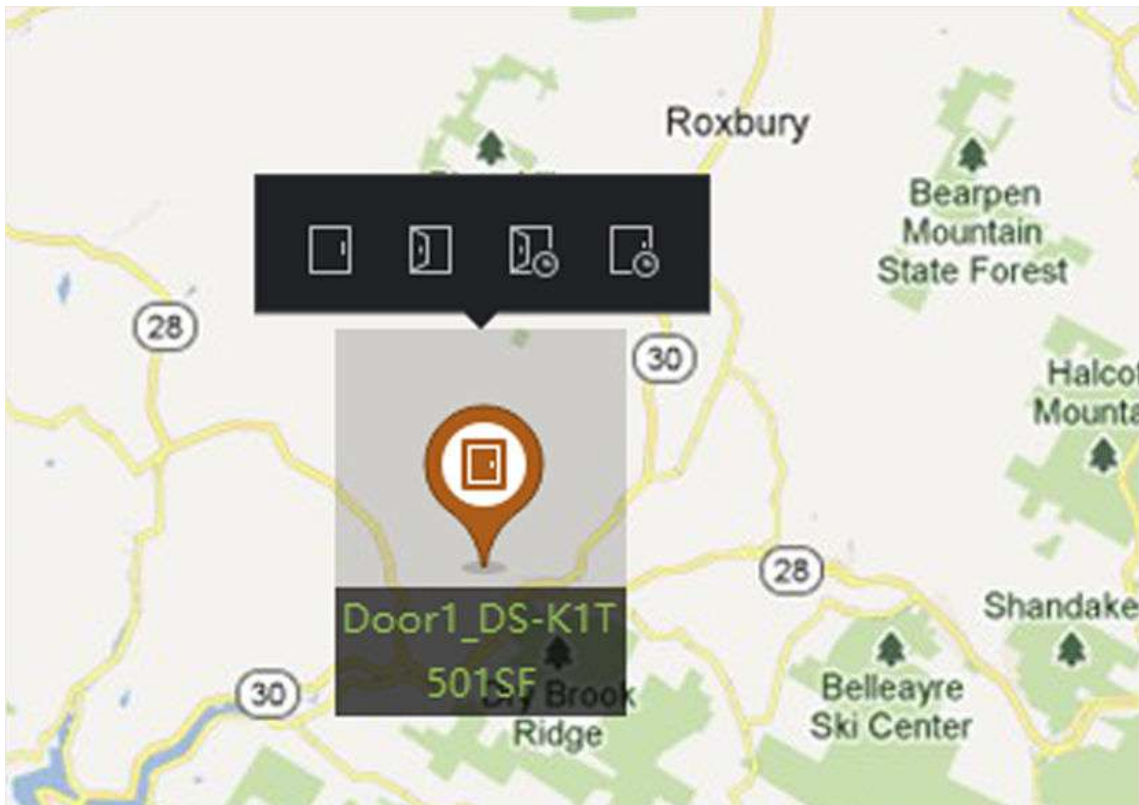 Roxbury
Bearpen
Mountain
State Forest
28
30
Halcot
Mounta
28
Shandake
Door1_DS-K1T
501SF
30
Dry Brook
Ridge
Belleayre
Ski Center